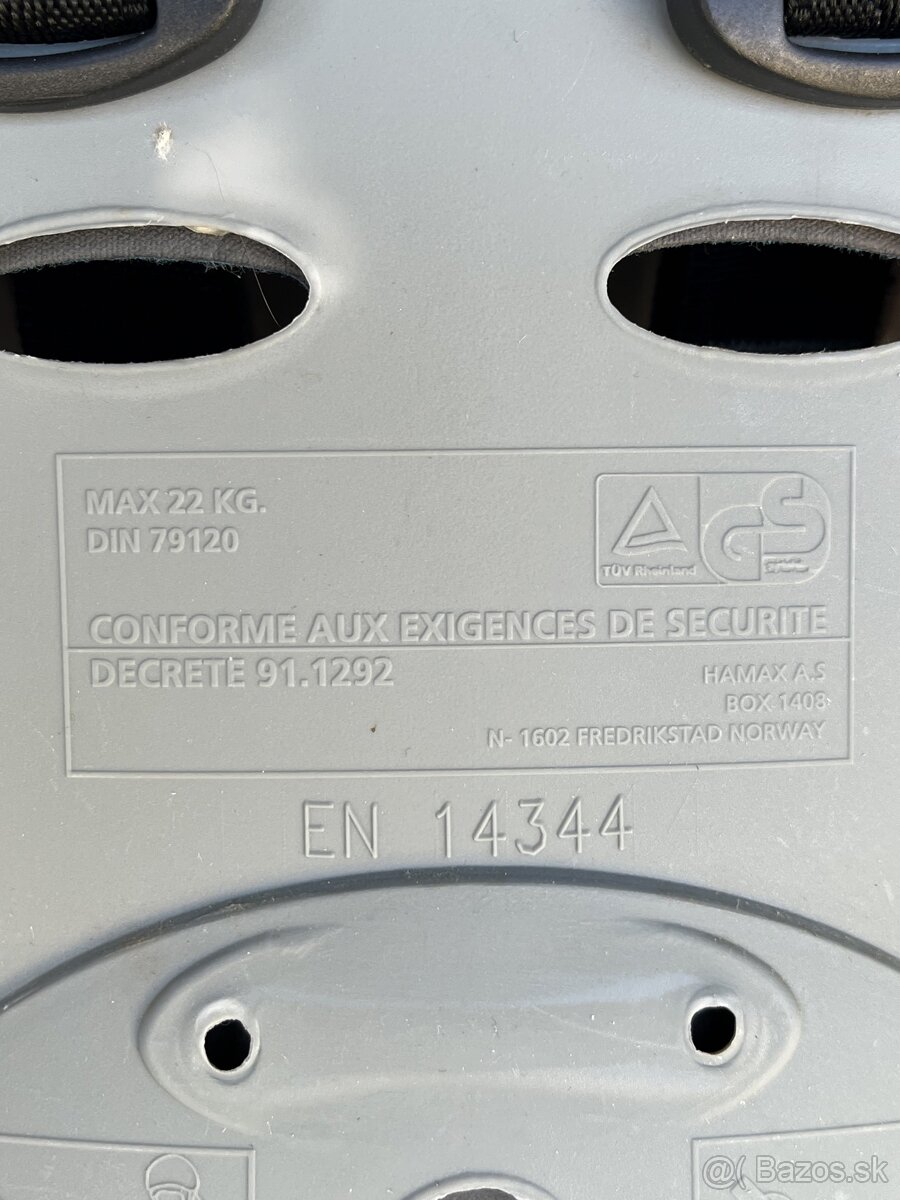 MAX 22 KG.
DIN 79120
TÜV Rheinland
GS
CONFORME AUX EXIGENCES DE SECURITE
DECRETE 91.1292
HAMAX A.S
BOX 1408
N- 1602 FREDRIKSTAD NORWAY
EN 14344
@( Bazos.sk